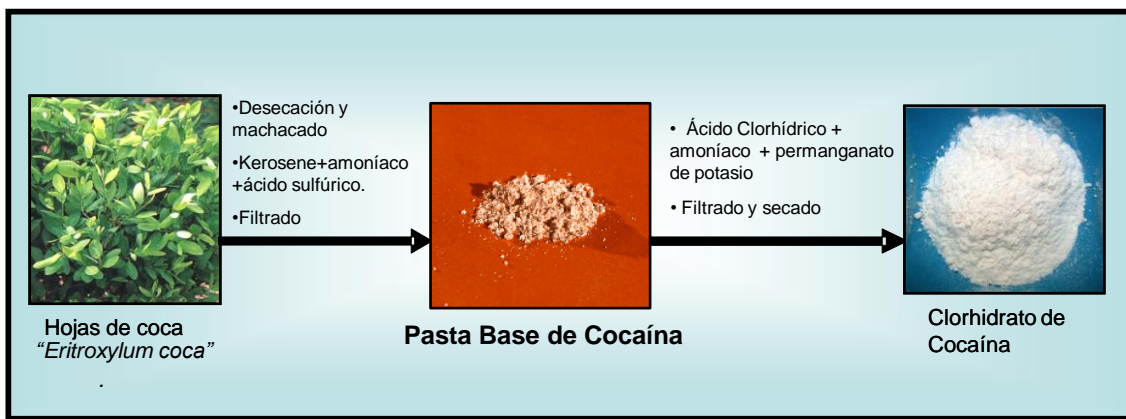 •Desecación y
machacado
•Kerosene+amoníaco
+ácido sulfúrico.
•Filtrado
• Ácido Clorhídrico +
amoníaco + permanganato
de potasio
• Filtrado y secado
Hojas de coca
“Eritroxylum coca”
.
Pasta Base de Cocaína
Clorhidrato de
Cocaína